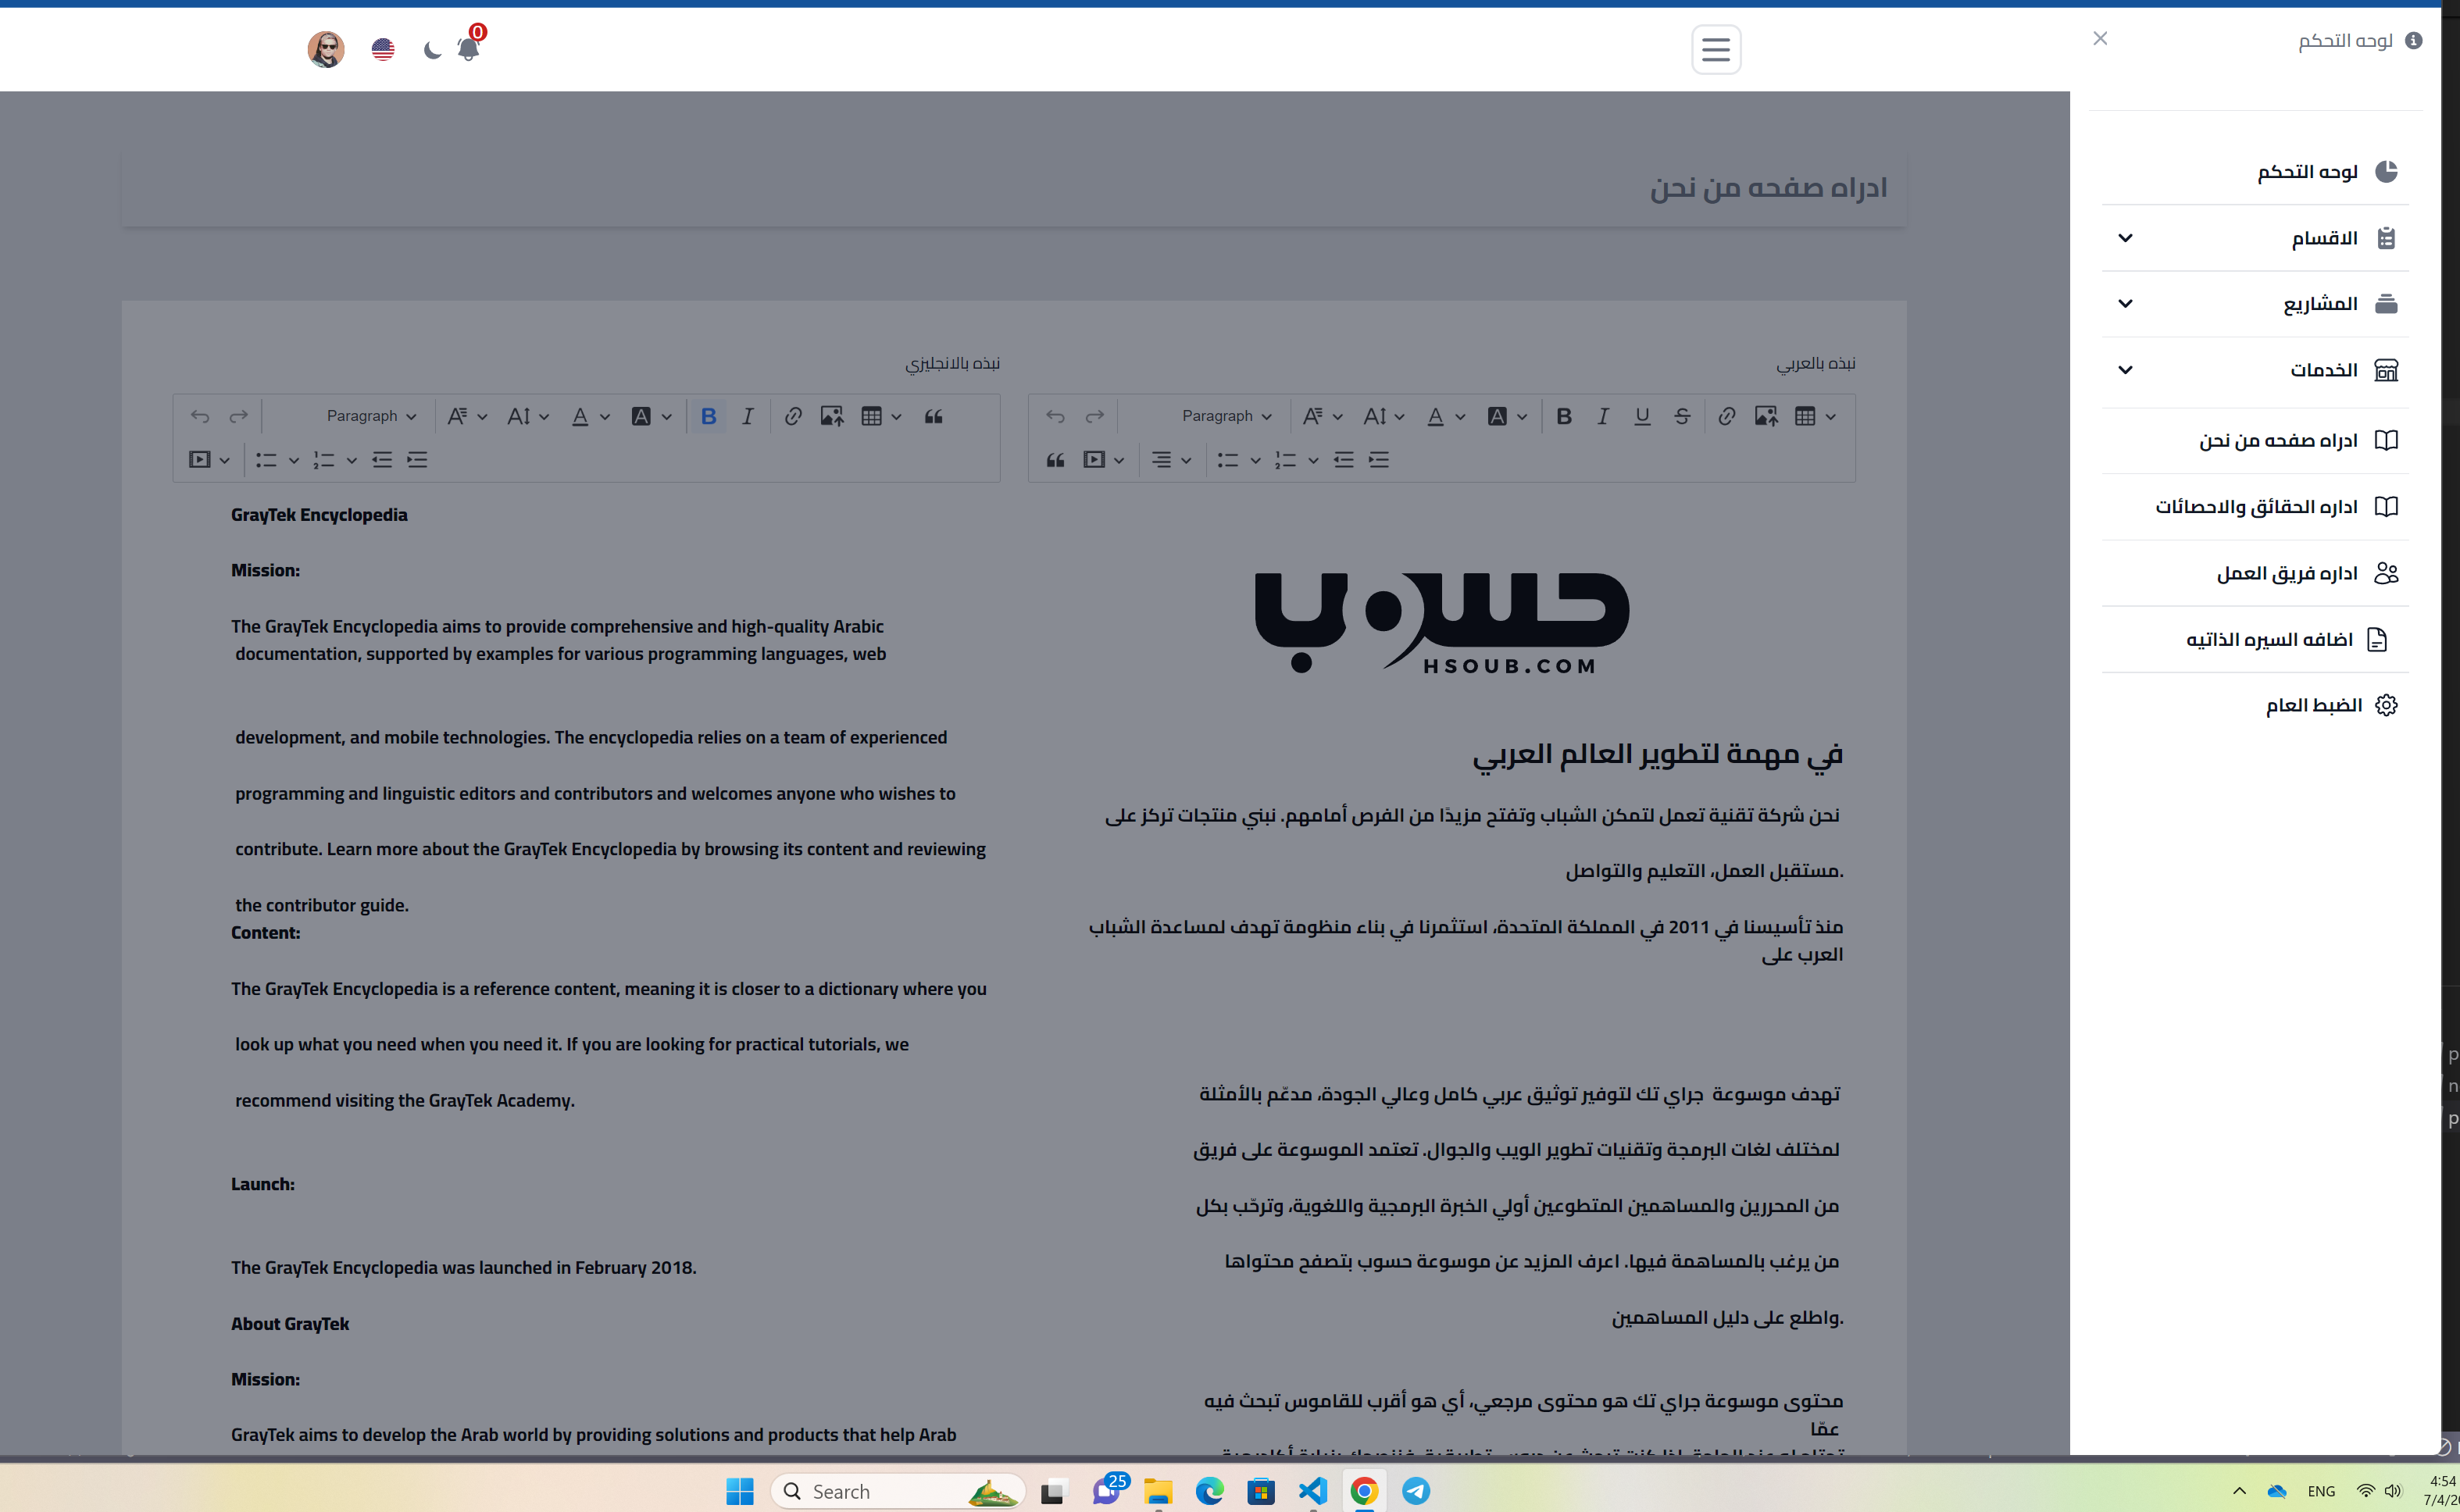 0
لوحه التحكم
لوحه التحكم
الاقسام
المشاريع
الخدمات
ادراه صفحه من نحن
اداره الحقائق والاحصائات
اداره فريق العمل
اضافه السيره الذاتيه
الضبط العام
ادراه صفحه من نحن
نبذه بالعربي
Paragraph
حسوب
HSOUB.COM
في مهمة لتطوير العالم العربي
نحن شركة تقنية تعمل لتمكن الشباب وتفتح مزيدًا من الفرص أمامهم. نبني منتجات تركز على
.مستقبل العمل، التعليم والتواصل
منذ تأسيسنا في 2011 في المملكة المتحدة، استثمرنا في بناء منظومة تهدف لمساعدة الشباب
العرب على
تهدف موسوعة جراي تك لتوفير توثيق عربي كامل وعالي الجودة، مدعّم بالأمثلة
لمختلف لغات البرمجة وتقنيات تطوير الويب والجوال. تعتمد الموسوعة على فريق
من المحررين والمساهمين المتطوعين أولي الخبرة البرمجية واللغوية، وترحّب بكل
من يرغب بالمساهمة فيها. اعرف المزيد عن موسوعة حسوب بتصفح محتواها
.واطلع على دليل المساهمين
محتوى موسوعة جراي تك هو محتوى مرجعي، أي هو أقرب للقاموس تبحث فيه
عمّا
نبذه بالانجليزي
Paragraph
GrayTek Encyclopedia
Mission:
The GrayTek Encyclopedia aims to provide comprehensive and high-quality Arabic
documentation, supported by examples for various programming languages, web
development, and mobile technologies. The encyclopedia relies on a team of experienced
programming and linguistic editors and contributors and welcomes anyone who wishes to
contribute. Learn more about the GrayTek Encyclopedia by browsing its content and reviewing
the contributor guide.
Content:
The GrayTek Encyclopedia is a reference content, meaning it is closer to a dictionary where you
look up what you need when you need it. If you are looking for practical tutorials, we
recommend visiting the GrayTek Academy.
Launch:
The GrayTek Encyclopedia was launched in February 2018.
About GrayTek
Mission:
GrayTek aims to develop the Arab world by providing solutions and products that help Arab
Search
25
ENG
4:54